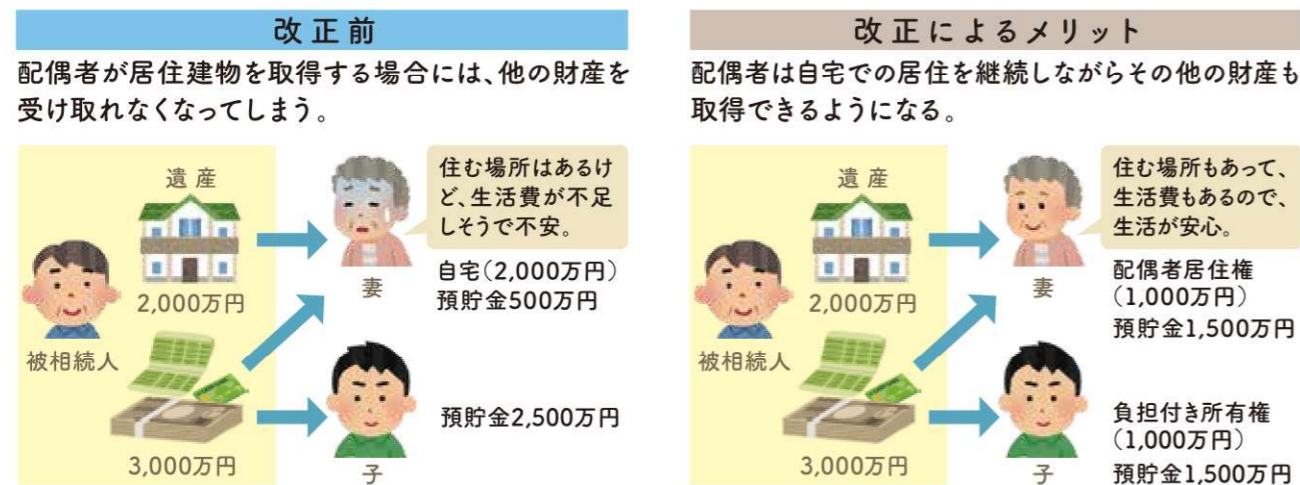 改正前
配偶者が居住建物を取得する場合には、他の財産を
受け取れなくなってしまう。
遺産
2,000万円
被相続人
3,000万円
妻
住む場所はあるけ
ど、生活費が不足
しそうで不安。
自宅(2,000万円)
預貯金500万円
子
預貯金2,500万円
改正によるメリット
配偶者は自宅での居住を継続しながらその他の財産も
取得できるようになる。
遺産
2,000万円
被相続人
3,000万円
妻
住む場所もあって、
生活費もあるので、
生活が安心。
配偶者居住権
(1,000万円)
預貯金1,500万円
子
負担付き所有権
(1,000万円)
預貯金1,500万円